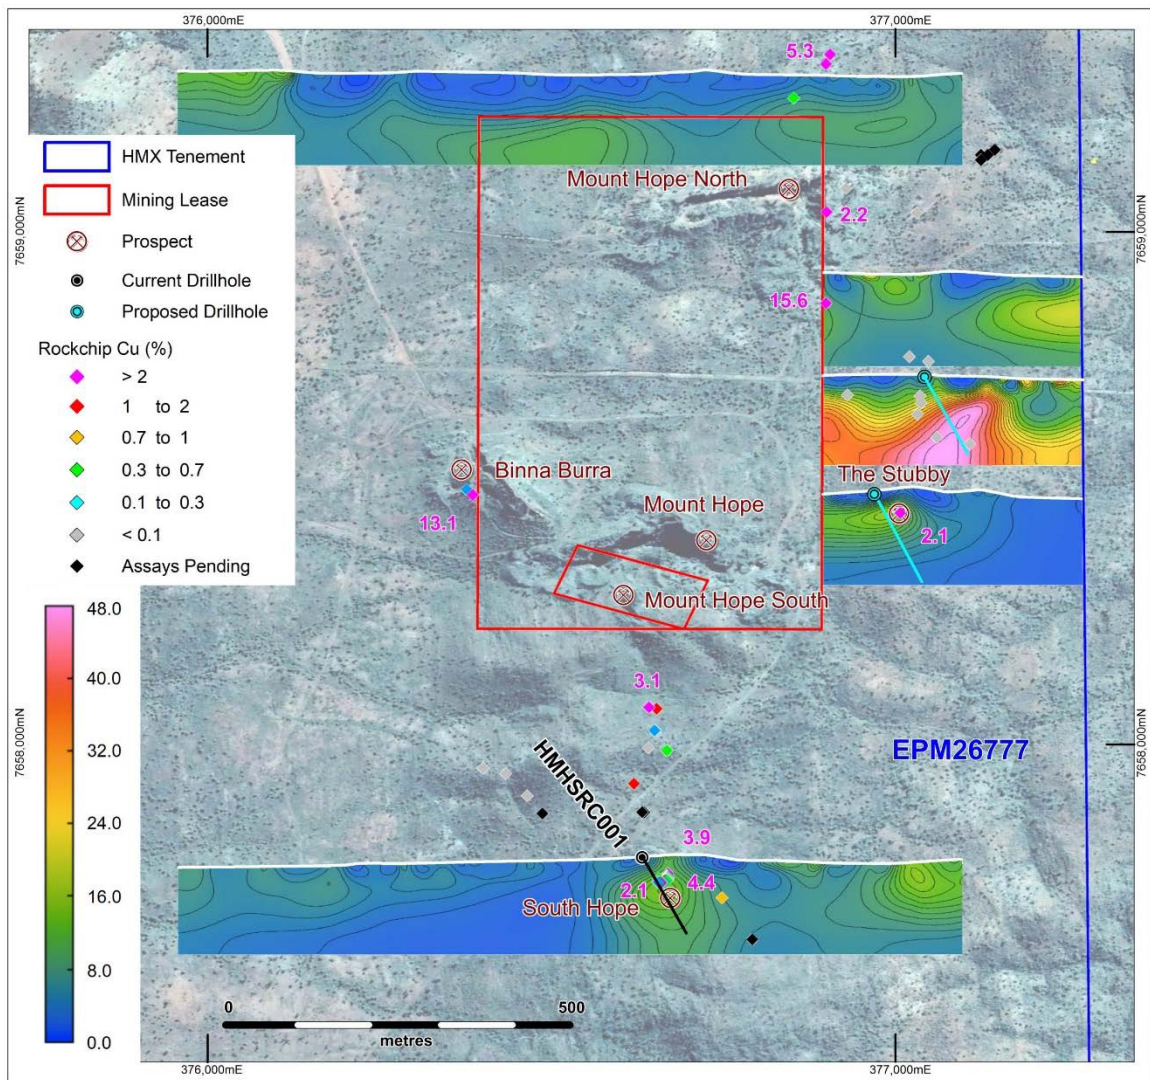 376,000mE
377,000mE
5.3
HMX Tenement
Mining Lease
Prospect
Current Drillhole
Proposed Drillhole
Rockchip Cu (%)
> 2
1 to 2
0.7 to 1
0.3 to 0.7
0.1 to 0.3
< 0.1
Assays Pending
Mount Hope North
2.2
7659,000mN
7659,000mN
15.6
Binna Burra
13.1
Mount Hope
The Stubby
2.1
Mount Hope South
48.0
40.0
32.0
24.0
16.0
8.0
0.0
3.1
7658,000mN
7658,000mN
EPM26777
HMHSRC001
3.9
2.1
4.4
South Hope
0
500
metres
376,000mE
377,000mE